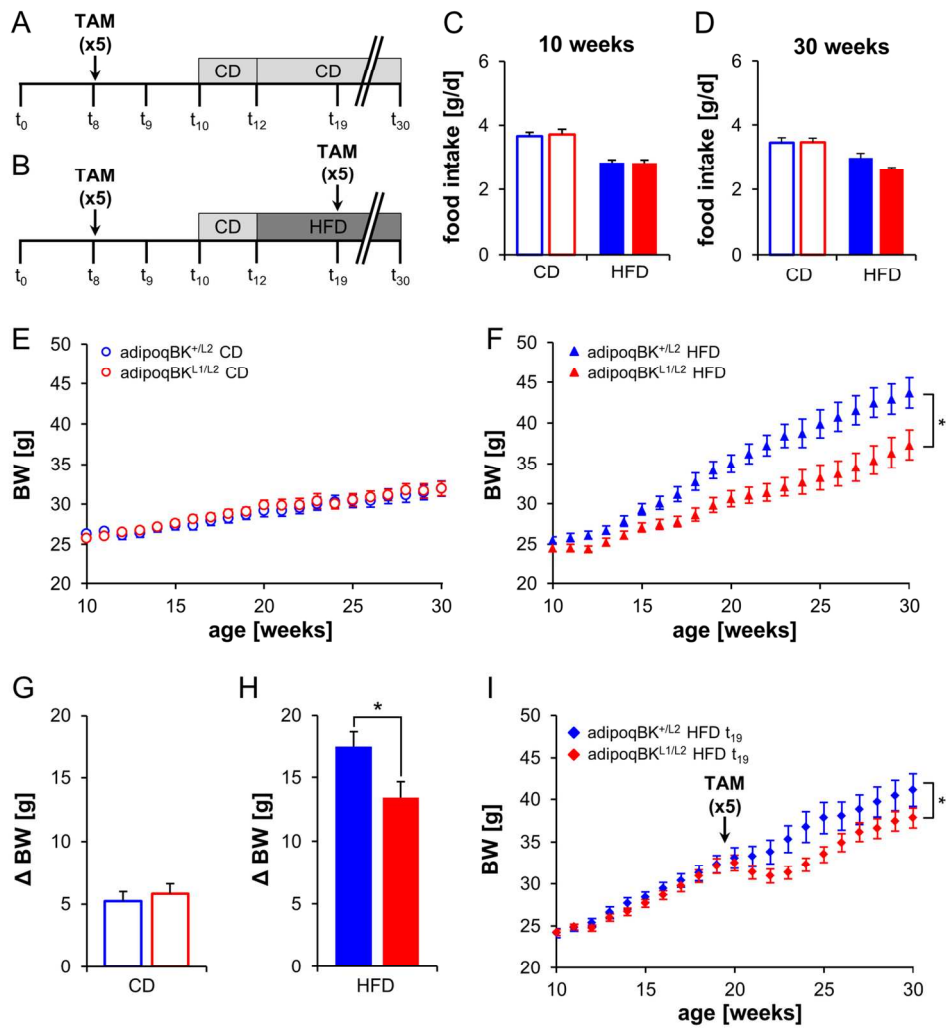 A
TAM
(x5)
CD
CD
t0
t8
t9
t10
t12
t19
t30
B
TAM
(x5)
TAM
(x5)
CD
HFD
t0
t8
t9
t10
t12
t19
t30
C
10 weeks
food intake [g/d]
6
4
2
0
CD
HFD
D
30 weeks
food intake [g/d]
6
4
2
0
CD
HFD
E
adipoqBK+/L2 CD
adipoqBKL1/L2 CD
BW [g]
50
45
40
35
30
25
20
10
15
20
25
30
age [weeks]
F
adipoqBK+/L2 HFD
adipoqBKL1/L2 HFD
BW [g]
50
45
40
35
30
25
20
*
10
15
20
25
30
age [weeks]
G
Δ BW [g]
20
15
10
5
0
CD
H
Δ BW [g]
20
15
10
5
0
*
HFD
I
adipoqBK+/L2 HFD t19
adipoqBKL1/L2 HFD t19
TAM
(x5)
BW [g]
50
45
40
35
30
25
20
*
10
15
20
25
30
age [weeks]